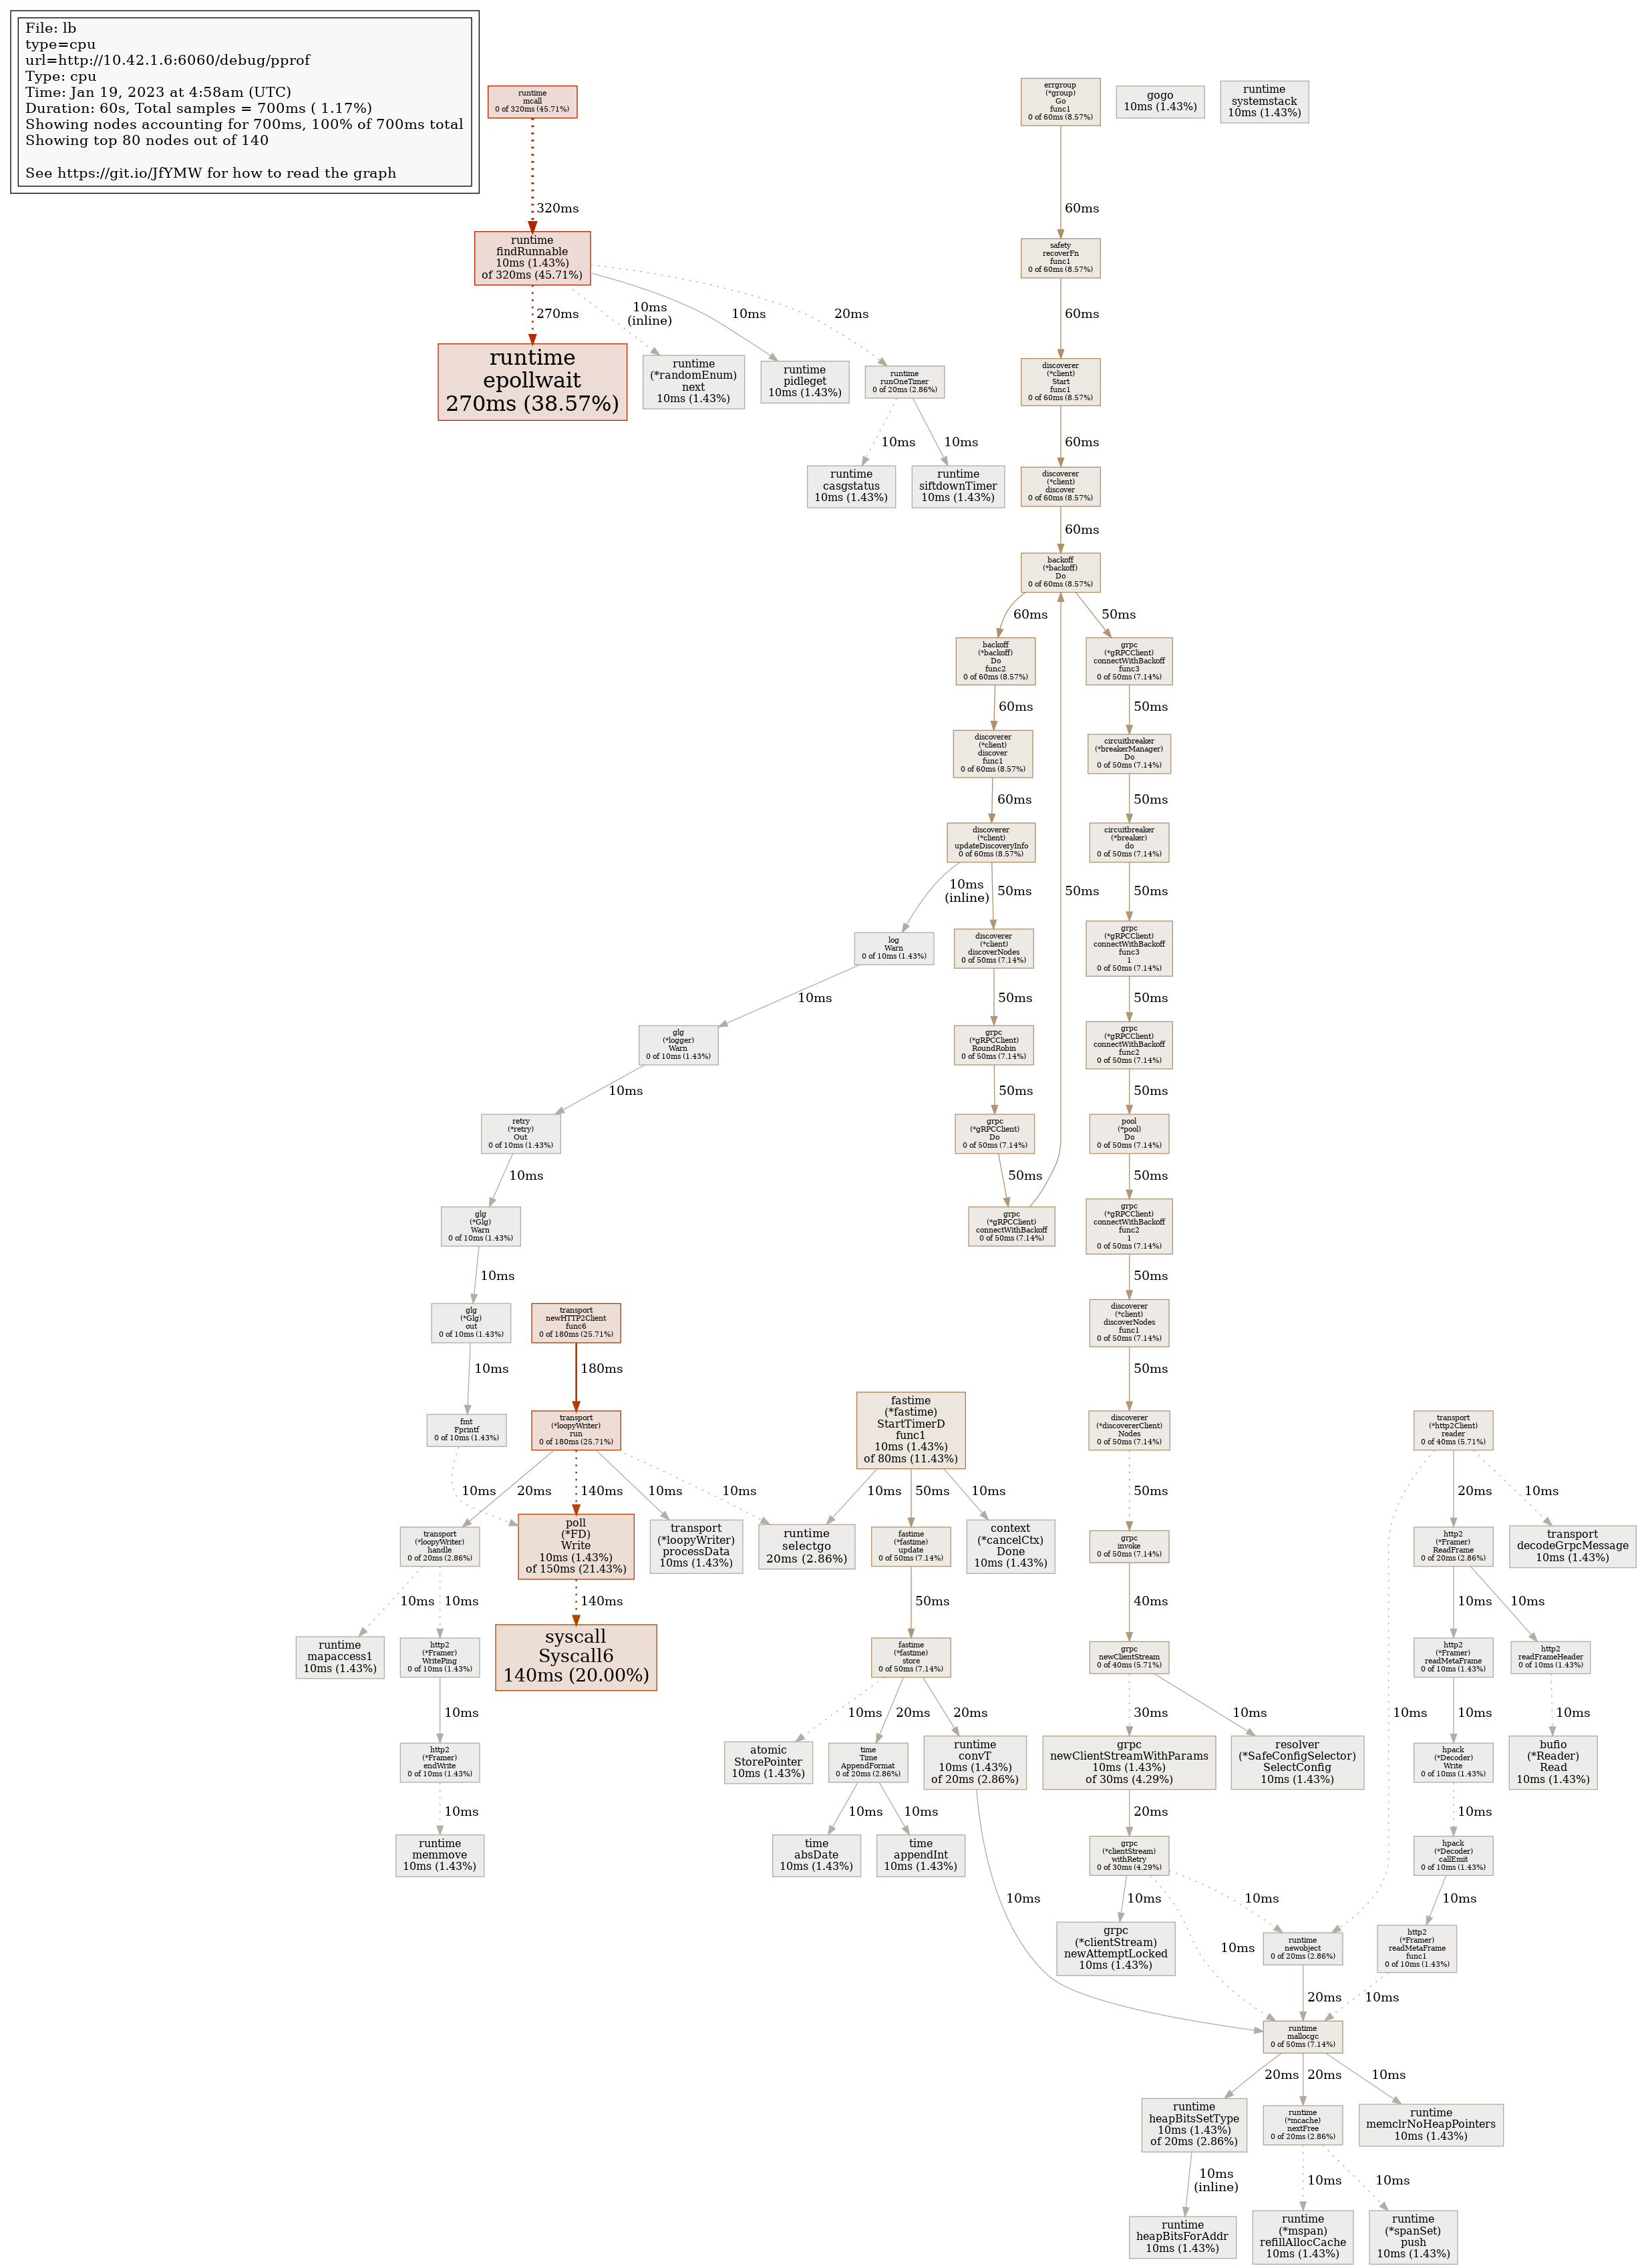 File: lb
type=cpu
url=http://10.42.1.6:6060/debug/pprof
Type: cpu
Time: Jan 19, 2023 at 4:58am (UTC)
Duration: 60s, Total samples = 700ms ( 1.17%)
Showing nodes accounting for 700ms, 100% of 700ms total
Showing top 80 nodes out of 140
See https://git.io/JfYMW for how to read the graph
runtime
mcall
0 of 320ms (45.71%)
errgroup
(*group)
Go
func1
0 of 60ms (8.57%)
gogo
10ms (1.43%)
runtime
systemstack
10ms (1.43%)
320ms
60ms
runtime
findRunnable
10ms (1.43%)
of 320ms (45.71%)
safety
recoverFn
func1
0 of 60ms (8.57%)
270ms
10ms
(inline)
10ms
20ms
60ms
runtime
epollwait
270ms (38.57%)
runtime
(*randomEnum)
next
10ms (1.43%)
runtime
pidleget
10ms (1.43%)
runtime
runOneTimer
0 of 20ms (2.86%)
discoverer
(*client)
Start
func1
0 of 60ms (8.57%)
10ms
10ms
60ms
runtime
casgstatus
10ms (1.43%)
runtime
siftdownTimer
10ms (1.43%)
discoverer
(*client)
discover
0 of 60ms (8.57%)
60ms
backoff
(*backoff)
Do
0 of 60ms (8.57%)
60ms
50ms
backoff
(*backoff)
Do
func2
0 of 60ms (8.57%)
grpc
(*gRPCClient)
connectWithBackoff
func3
0 of 50ms (7.14%)
60ms
50ms
discoverer
(*client)
discover
func1
0 of 60ms (8.57%)
circuitbreaker
(*breakerManager)
Do
0 of 50ms (7.14%)
60ms
50ms
discoverer
(*client)
updateDiscoveryInfo
0 of 60ms (8.57%)
circuitbreaker
(*breaker)
do
0 of 50ms (7.14%)
10ms
(inline)
50ms
50ms
50ms
log
Warn
0 of 10ms (1.43%)
discoverer
(*client)
discoverNodes
0 of 50ms (7.14%)
grpc
(*gRPCClient)
connectWithBackoff
func3
1
0 of 50ms (7.14%)
10ms
50ms
50ms
glg
(*logger)
Warn
0 of 10ms (1.43%)
grpc
(*gRPCClient)
RoundRobin
0 of 50ms (7.14%)
grpc
(*gRPCClient)
connectWithBackoff
func2
0 of 50ms (7.14%)
10ms
50ms
50ms
retry
(*retry)
Out
0 of 10ms (1.43%)
grpc
(*gRPCClient)
Do
0 of 50ms (7.14%)
pool
(*pool)
Do
0 of 50ms (7.14%)
10ms
50ms
50ms
glg
(*Glg)
Warn
0 of 10ms (1.43%)
grpc
(*gRPCClient)
connectWithBackoff
0 of 50ms (7.14%)
grpc
(*gRPCClient)
connectWithBackoff
func2
1
0 of 50ms (7.14%)
10ms
50ms
glg
(*Glg)
out
0 of 10ms (1.43%)
transport
newHTTP2Client
func6
0 of 180ms (25.71%)
discoverer
(*client)
discoverNodes
func1
0 of 50ms (7.14%)
10ms
180ms
50ms
fmt
Fprintf
0 of 10ms (1.43%)
transport
(*loopyWriter)
run
0 of 180ms (25.71%)
fastime
(*fastime)
StartTimerD
func1
10ms (1.43%)
of 80ms (11.43%)
discoverer
(*discovererClient)
Nodes
0 of 50ms (7.14%)
transport
(*http2Client)
reader
0 of 40ms (5.71%)
10ms
20ms
140ms
10ms
10ms
10ms
50ms
10ms
50ms
20ms
10ms
transport
(*loopyWriter)
handle
0 of 20ms (2.86%)
poll
(*FD)
Write
10ms (1.43%)
of 150ms (21.43%)
transport
(*loopyWriter)
processData
10ms (1.43%)
runtime
selectgo
20ms (2.86%)
fastime
(*fastime)
update
0 of 50ms (7.14%)
context
(*cancelCtx)
Done
10ms (1.43%)
grpc
invoke
0 of 50ms (7.14%)
http2
(*Framer)
ReadFrame
0 of 20ms (2.86%)
transport
decodeGrpcMessage
10ms (1.43%)
10ms
10ms
140ms
50ms
40ms
10ms
10ms
runtime
mapaccess1
10ms (1.43%)
http2
(*Framer)
WritePing
0 of 10ms (1.43%)
syscall
Syscall6
140ms (20.00%)
fastime
(*fastime)
store
0 of 50ms (7.14%)
grpc
newClientStream
0 of 40ms (5.71%)
http2
(*Framer)
readMetaFrame
0 of 10ms (1.43%)
http2
readFrameHeader
0 of 10ms (1.43%)
10ms
10ms
20ms
20ms
30ms
10ms
10ms
10ms
10ms
http2
(*Framer)
endWrite
0 of 10ms (1.43%)
atomic
StorePointer
10ms (1.43%)
time
Time
AppendFormat
0 of 20ms (2.86%)
runtime
convT
10ms (1.43%)
of 20ms (2.86%)
grpc
newClientStreamWithParams
10ms (1.43%)
of 30ms (4.29%)
resolver
(*SafeConfigSelector)
SelectConfig
10ms (1.43%)
hpack
(*Decoder)
Write
0 of 10ms (1.43%)
bufio
(*Reader)
Read
10ms (1.43%)
10ms
10ms
10ms
20ms
10ms
runtime
memmove
10ms (1.43%)
time
absDate
10ms (1.43%)
time
appendInt
10ms (1.43%)
grpc
(*clientStream)
withRetry
0 of 30ms (4.29%)
hpack
(*Decoder)
callEmit
0 of 10ms (1.43%)
10ms
10ms
10ms
10ms
grpc
(*clientStream)
newAttemptLocked
10ms (1.43%)
10ms
runtime
newobject
0 of 20ms (2.86%)
http2
(*Framer)
readMetaFrame
func1
0 of 10ms (1.43%)
20ms
10ms
runtime
mallocgc
0 of 50ms (7.14%)
20ms
20ms
10ms
runtime
heapBitsSetType
10ms (1.43%)
of 20ms (2.86%)
runtime
(*mcache)
nextFree
0 of 20ms (2.86%)
runtime
memclrNoHeapPointers
10ms (1.43%)
10ms
(inline)
10ms
10ms
runtime
heapBitsForAddr
10ms (1.43%)
runtime
(*mspan)
refillAllocCache
10ms (1.43%)
runtime
(*spanSet)
push
10ms (1.43%)